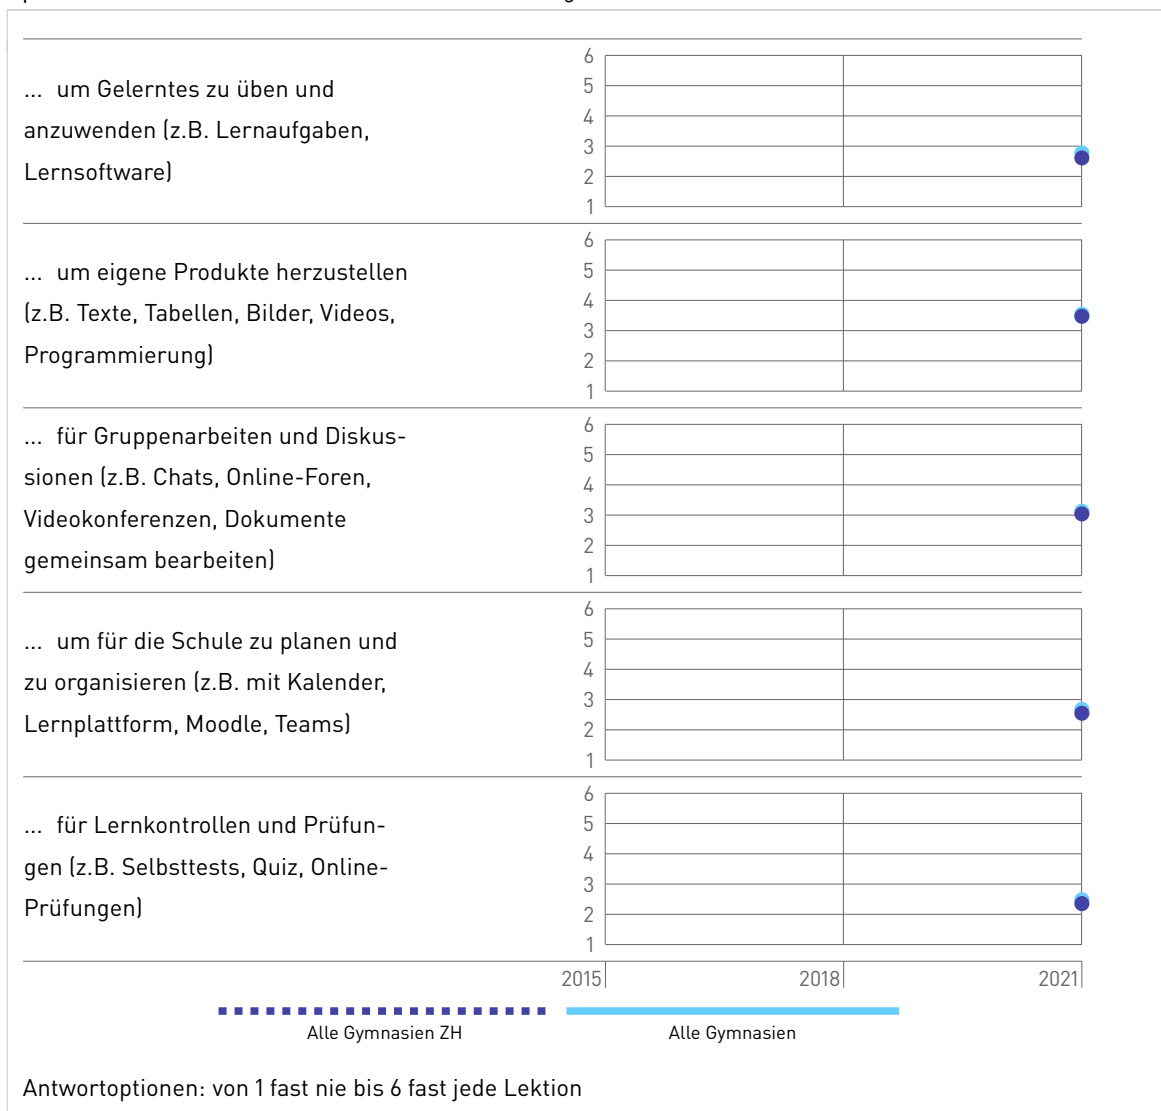 ... um Gelerntes zu üben und
anzuwenden (z.B. Lernaufgaben,
Lernsoftware)
6
5
4
3
2
1
... um eigene Produkte herzustellen
(z.B. Texte, Tabellen, Bilder, Videos,
Programmierung)
6
5
4
3
2
1
... für Gruppenarbeiten und Diskus-
sionen (z.B. Chats, Online-Foren,
Videokonferenzen, Dokumente
gemeinsam bearbeiten)
6
5
4
3
2
1
... um für die Schule zu planen und
zu organisieren (z.B. mit Kalender,
Lernplattform, Moodle, Teams)
6
5
4
3
2
1
... für Lernkontrollen und Prüfun-
gen (z.B. Selbsttests, Quiz, Online-
Prüfungen)
6
5
4
3
2
1
2015 2018 2021
Alle Gymnasien ZH Alle Gymnasien
Antwortoptionen: von 1 fast nie bis 6 fast jede Lektion